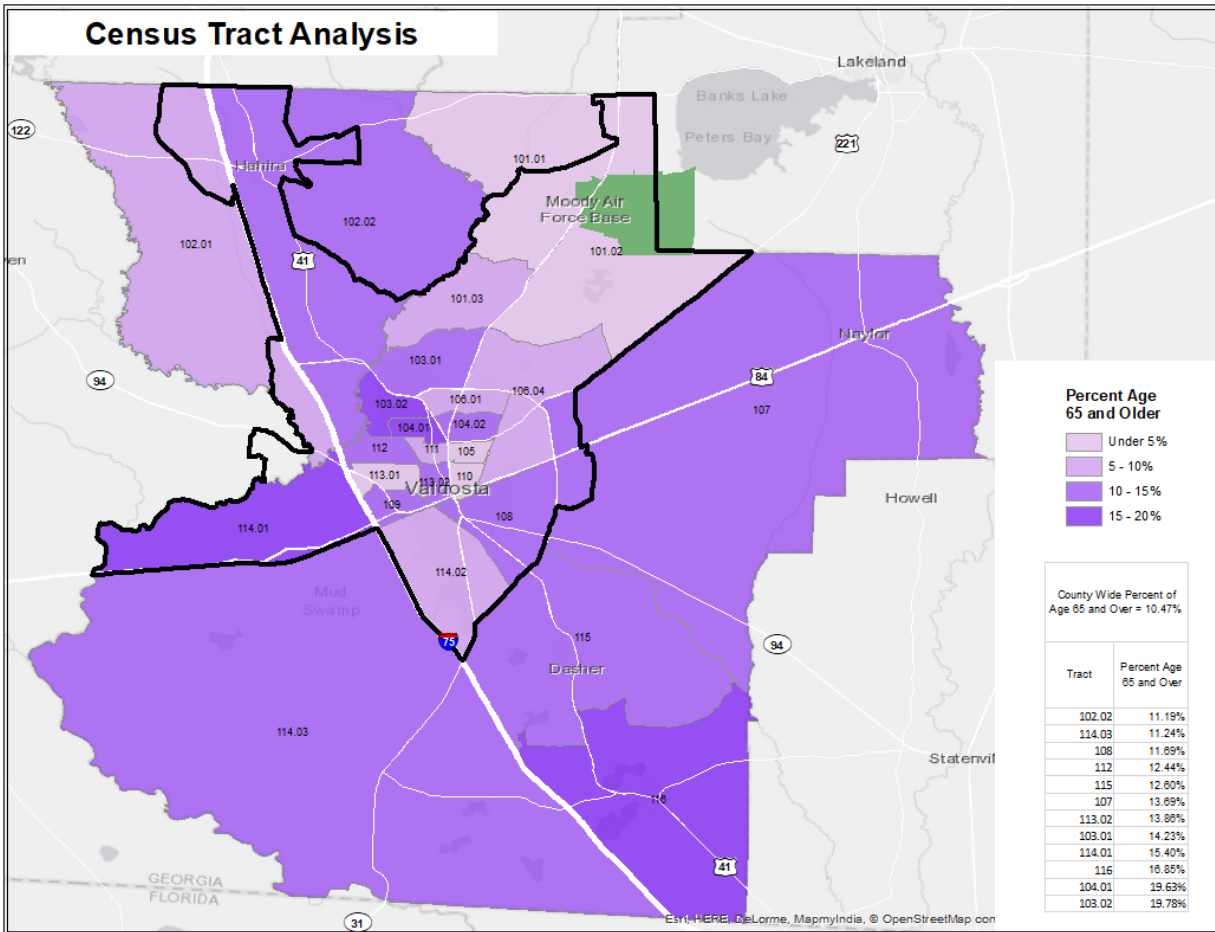 Census Tract Analysis
Lakeland
Banks Lake
Peters Bay
122
221
Hahira
101.01
Moody Air
Force Base
102.02
102.01
101.02
41
101.03
Naylor
103.01
94
84
106.04
107
103.02
106.01
104.01
104.02
112
111
105
113.01
113.02
110
Valdosta
Howell
109
108
114.01
114.02
Mud
Swamp
75
115
94
Dasher
114.03
Statenvil
116
41
GEORGIA
FLORIDA
31
Esri, HERE, DeLorme, MapmyIndia, © OpenStreetMap con
Percent Age
65 and Older
Under 5%
5 - 10%
10 - 15%
15 - 20%
County Wide Percent of
Age 65 and Over = 10.47%
Tract Percent Age
65 and Over
102.02 11.19%
114.03 11.24%
108 11.69%
112 12.44%
115 12.60%
107 13.69%
113.02 13.86%
103.01 14.23%
114.01 15.40%
116 16.85%
104.01 19.63%
103.02 19.78%